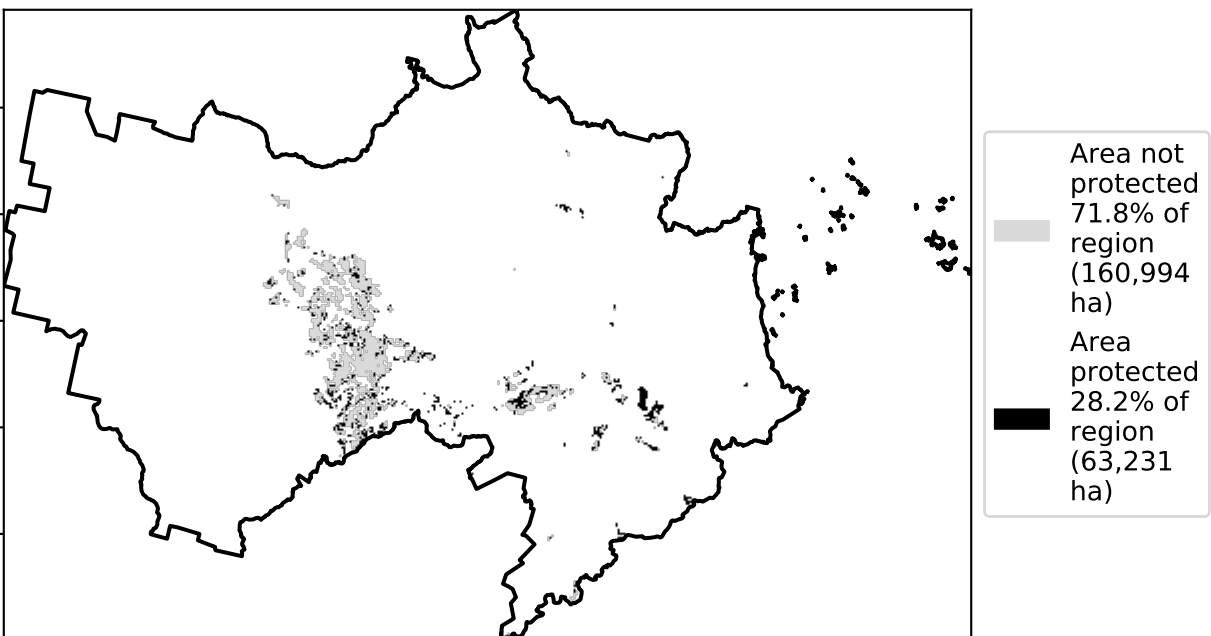 Area not
protected
71.8% of
region
(160,994
ha)
Area
protected
28.2% of
region
(63,231
ha)